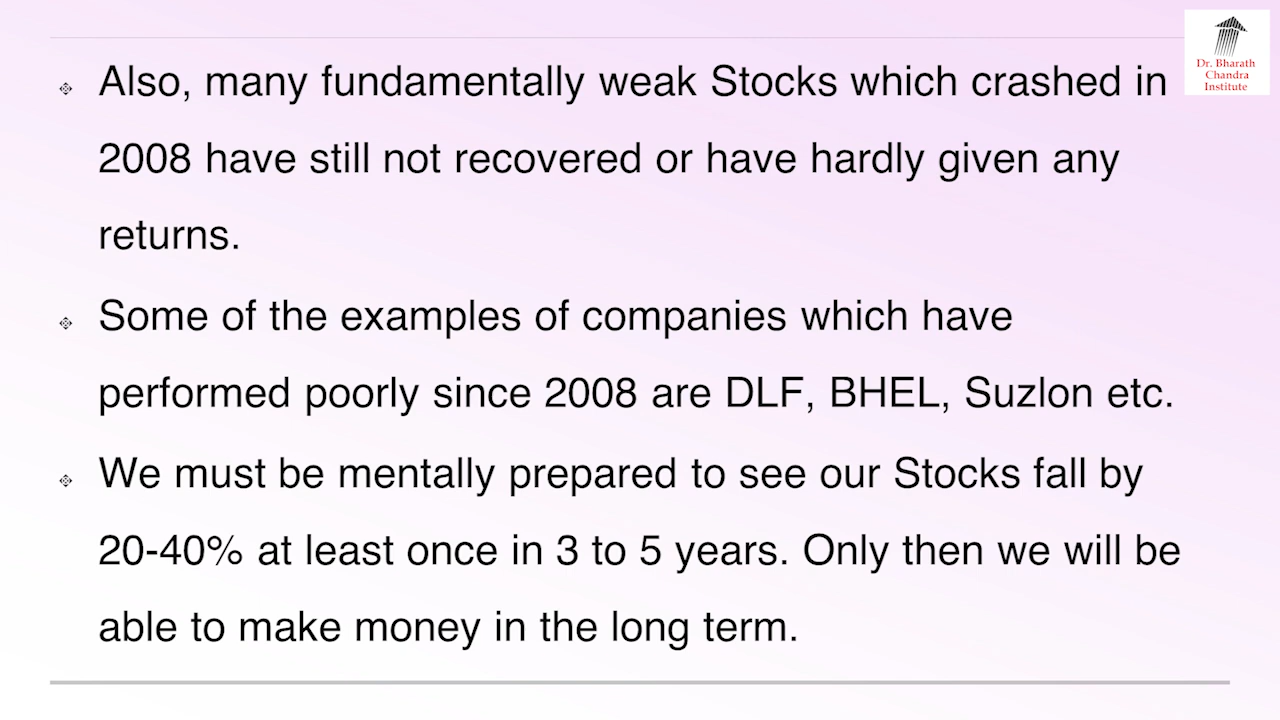 Dr. Bharath
Chandra
Institute
Also, many fundamentally weak Stocks which crashed in
2008 have still not recovered or have hardly given any
returns.
Some of the examples of companies which have
performed poorly since 2008 are DLF, BHEL, Suzlon etc.
We must be mentally prepared to see our Stocks fall by
20-40% at least once in 3 to 5 years. Only then we will be
able to make money in the long term.